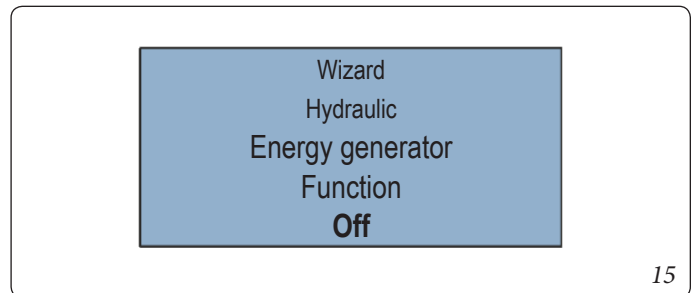 Wizard
Hydraulic
Energy generator
Function
Off
15